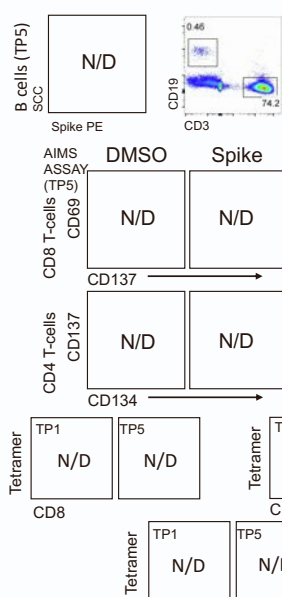 B cells (TP5)
SCC
N/D
Spike PE
0.46
CD19
74.2
CD3
AIMS
ASSAY
(TP5)
DMSO
Spike
CD8 T-cells
CD69
N/D
N/D
CD137
CD4 T-cells
CD137
N/D
N/D
CD134
Tetramer
TP1
N/D
TP5
N/D
CD8
Tetramer
Tetramer
TP1
N/D
TP5